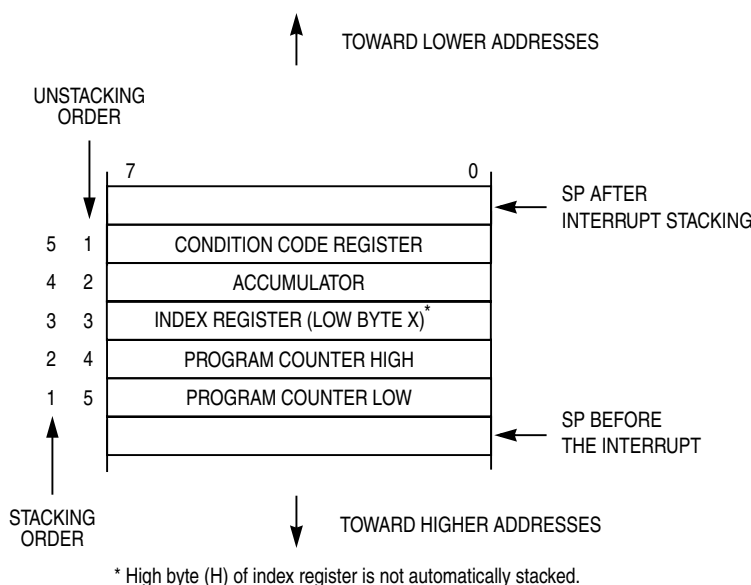 TOWARD LOWER ADDRESSES
UNSTACKING
ORDER
7 0
SP AFTER
INTERRUPT STACKING
5 1 CONDITION CODE REGISTER
4 2 ACCUMULATOR
3 3 INDEX REGISTER (LOW BYTE X)*
2 4 PROGRAM COUNTER HIGH
1 5 PROGRAM COUNTER LOW
SP BEFORE
THE INTERRUPT
STACKING
ORDER
TOWARD HIGHER ADDRESSES
* High byte (H) of index register is not automatically stacked.